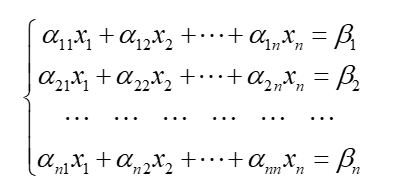 α₁₁x₁ + α₁₂x₂ + ··· + α₁ₙxₙ = β₁
α₂₁x₁ + α₂₂x₂ + ··· + α₂ₙxₙ = β₂
··· ··· ··· ··· ··· ···
αₙ₁x₁ + αₙ₂x₂ + ··· + αₙₙxₙ = βₙ